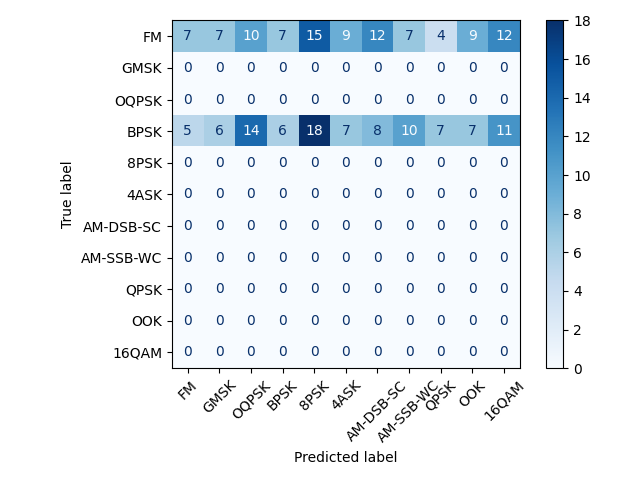 FM 7 7 10 7 15 9 12 7 4 9 12
GMSK 0 0 0 0 0 0 0 0 0 0 0
OQPSK 0 0 0 0 0 0 0 0 0 0 0
BPSK 5 6 14 6 18 7 8 10 7 7 11
8PSK 0 0 0 0 0 0 0 0 0 0 0
4ASK 0 0 0 0 0 0 0 0 0 0 0
AM-DSB-SC 0 0 0 0 0 0 0 0 0 0 0
AM-SSB-WC 0 0 0 0 0 0 0 0 0 0 0
QPSK 0 0 0 0 0 0 0 0 0 0 0
OOK 0 0 0 0 0 0 0 0 0 0 0
16QAM 0 0 0 0 0 0 0 0 0 0 0
True label
FM GMSK OQPSK BPSK 8PSK 4ASK AM-DSB-SC AM-SSB-WC QPSK OOK 16QAM
Predicted label
18
16
14
12
10
8
6
4
2
0